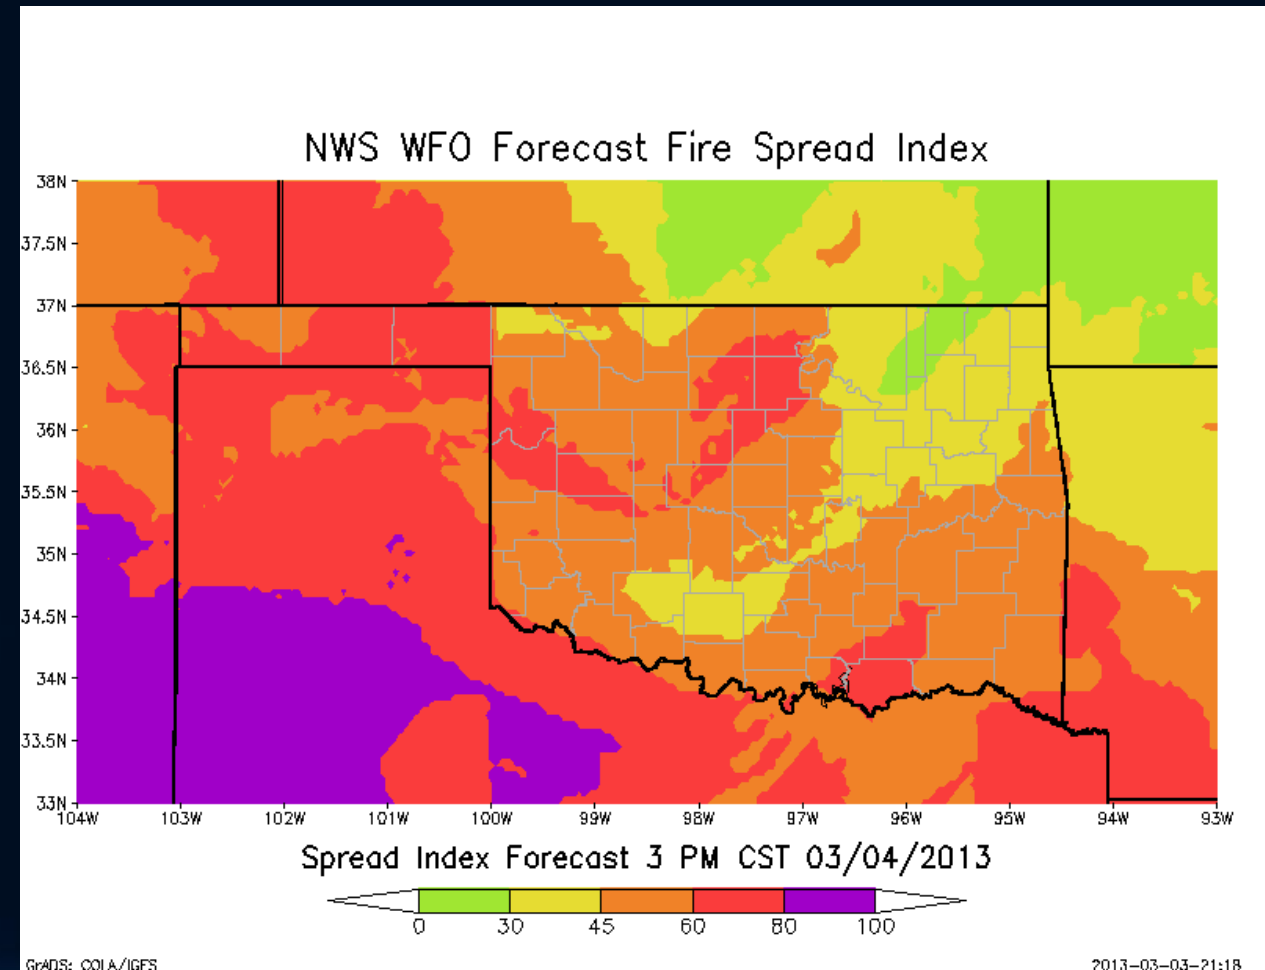 NWS WFO Forecast Fire Spread Index
38N
37.5N
37N
36.5N
36N
35.5N
35N
34.5N
34N
33.5N
33N
104W 103W 102W 101W 100W 99W 98W 97W 96W 95W 94W 93W
Spread Index Forecast 3 PM CST 03/04/2013
0 30 45 60 80 100
GrADS: COLA/IGES 2013-03-03-21:18